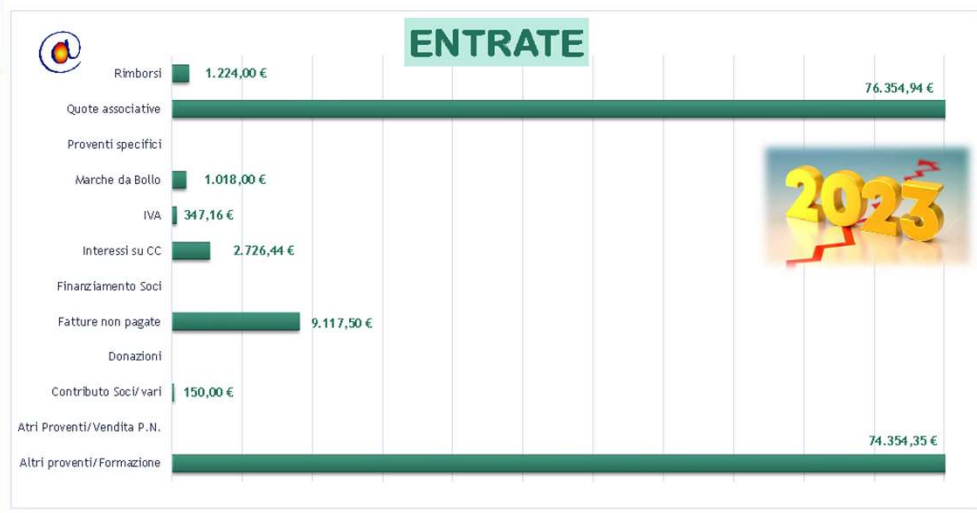 ENTRATE
Rimborsi 1.224,00 €
76.354,94 €
Quote associative
Proventi specifici
Marche da Bollo 1.018,00 €
2023
IVA 347,16 €
Interessi su CC 2.726,44 €
Finanziamento Soci
Fatture non pagate 9.117,50 €
Donazioni
Contributo Soci/vari 150,00 €
Atri Proventi/Vendita P.N.
74.354,35 €
Altri proventi/Formazione